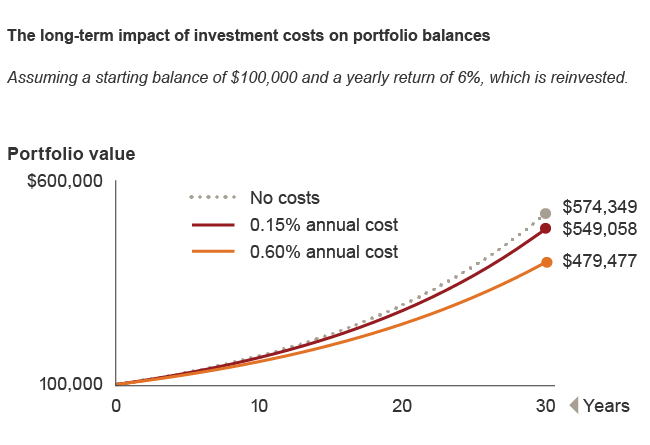 The long-term impact of investment costs on portfolio balances
Assuming a starting balance of $100,000 and a yearly return of 6%, which is reinvested.
Portfolio value
$600,000
No costs
0.15% annual cost
0.60% annual cost
$574,349
$549,058
$479,477
100,000
0 10 20 30 Years